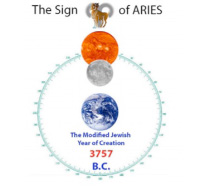 The Sign of ARIES
The Modified Jewish
Year of Creation
3757
B.C.